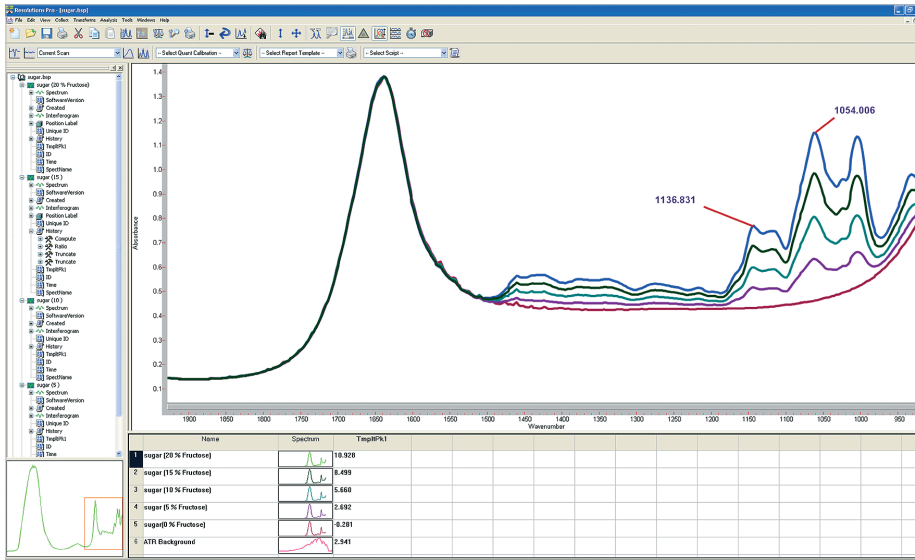 Resolutions Pro - [sugar.bsp]
File Edit View Collect Transforms Analysis Tools Windows Help
Current Scan
-- Select Quant Calibration --
-- Select Report Template --
-- Select Script --
sugar.bsp
sugar (20 % Fructose)
Spectrum
SoftwareVersion
Created
Interferogram
Position Label
Unique ID
History
TmpltPk1
ID
Time
SpectName
sugar (15 )
Spectrum
SoftwareVersion
Created
Interferogram
Position Label
Unique ID
History
Compute
Ratio
Truncate
Truncate
TmpltPk1
ID
Time
SpectName
sugar (10 )
Spectrum
SoftwareVersion
Created
Interferogram
Unique ID
History
TmpltPk1
ID
Time
SpectName
sugar (5 )
Spectrum
SoftwareVersion
Created
Interferogram
Unique ID
History
TmpltPk1
ID
Time
1.4
1.3
1.2
1.1
1.0
0.9
0.8
0.7
0.6
0.5
0.4
0.3
0.2
0.1
Absorbance
1054.006
1136.831
1900 1850 1800 1750 1700 1650 1600 1550 1500 1450 1400 1350 1300 1250 1200 1150 1100 1050 1000 950
Wavenumber
Name Spectrum TmpltPk1
1 sugar (20 % Fructose) 10.928
2 sugar (15 % Fructose) 8.499
3 sugar (10 % Fructose) 5.660
4 sugar (5 % Fructose) 2.692
5 sugar(0 % Fructose) -0.281
6 ATR Background 2.941